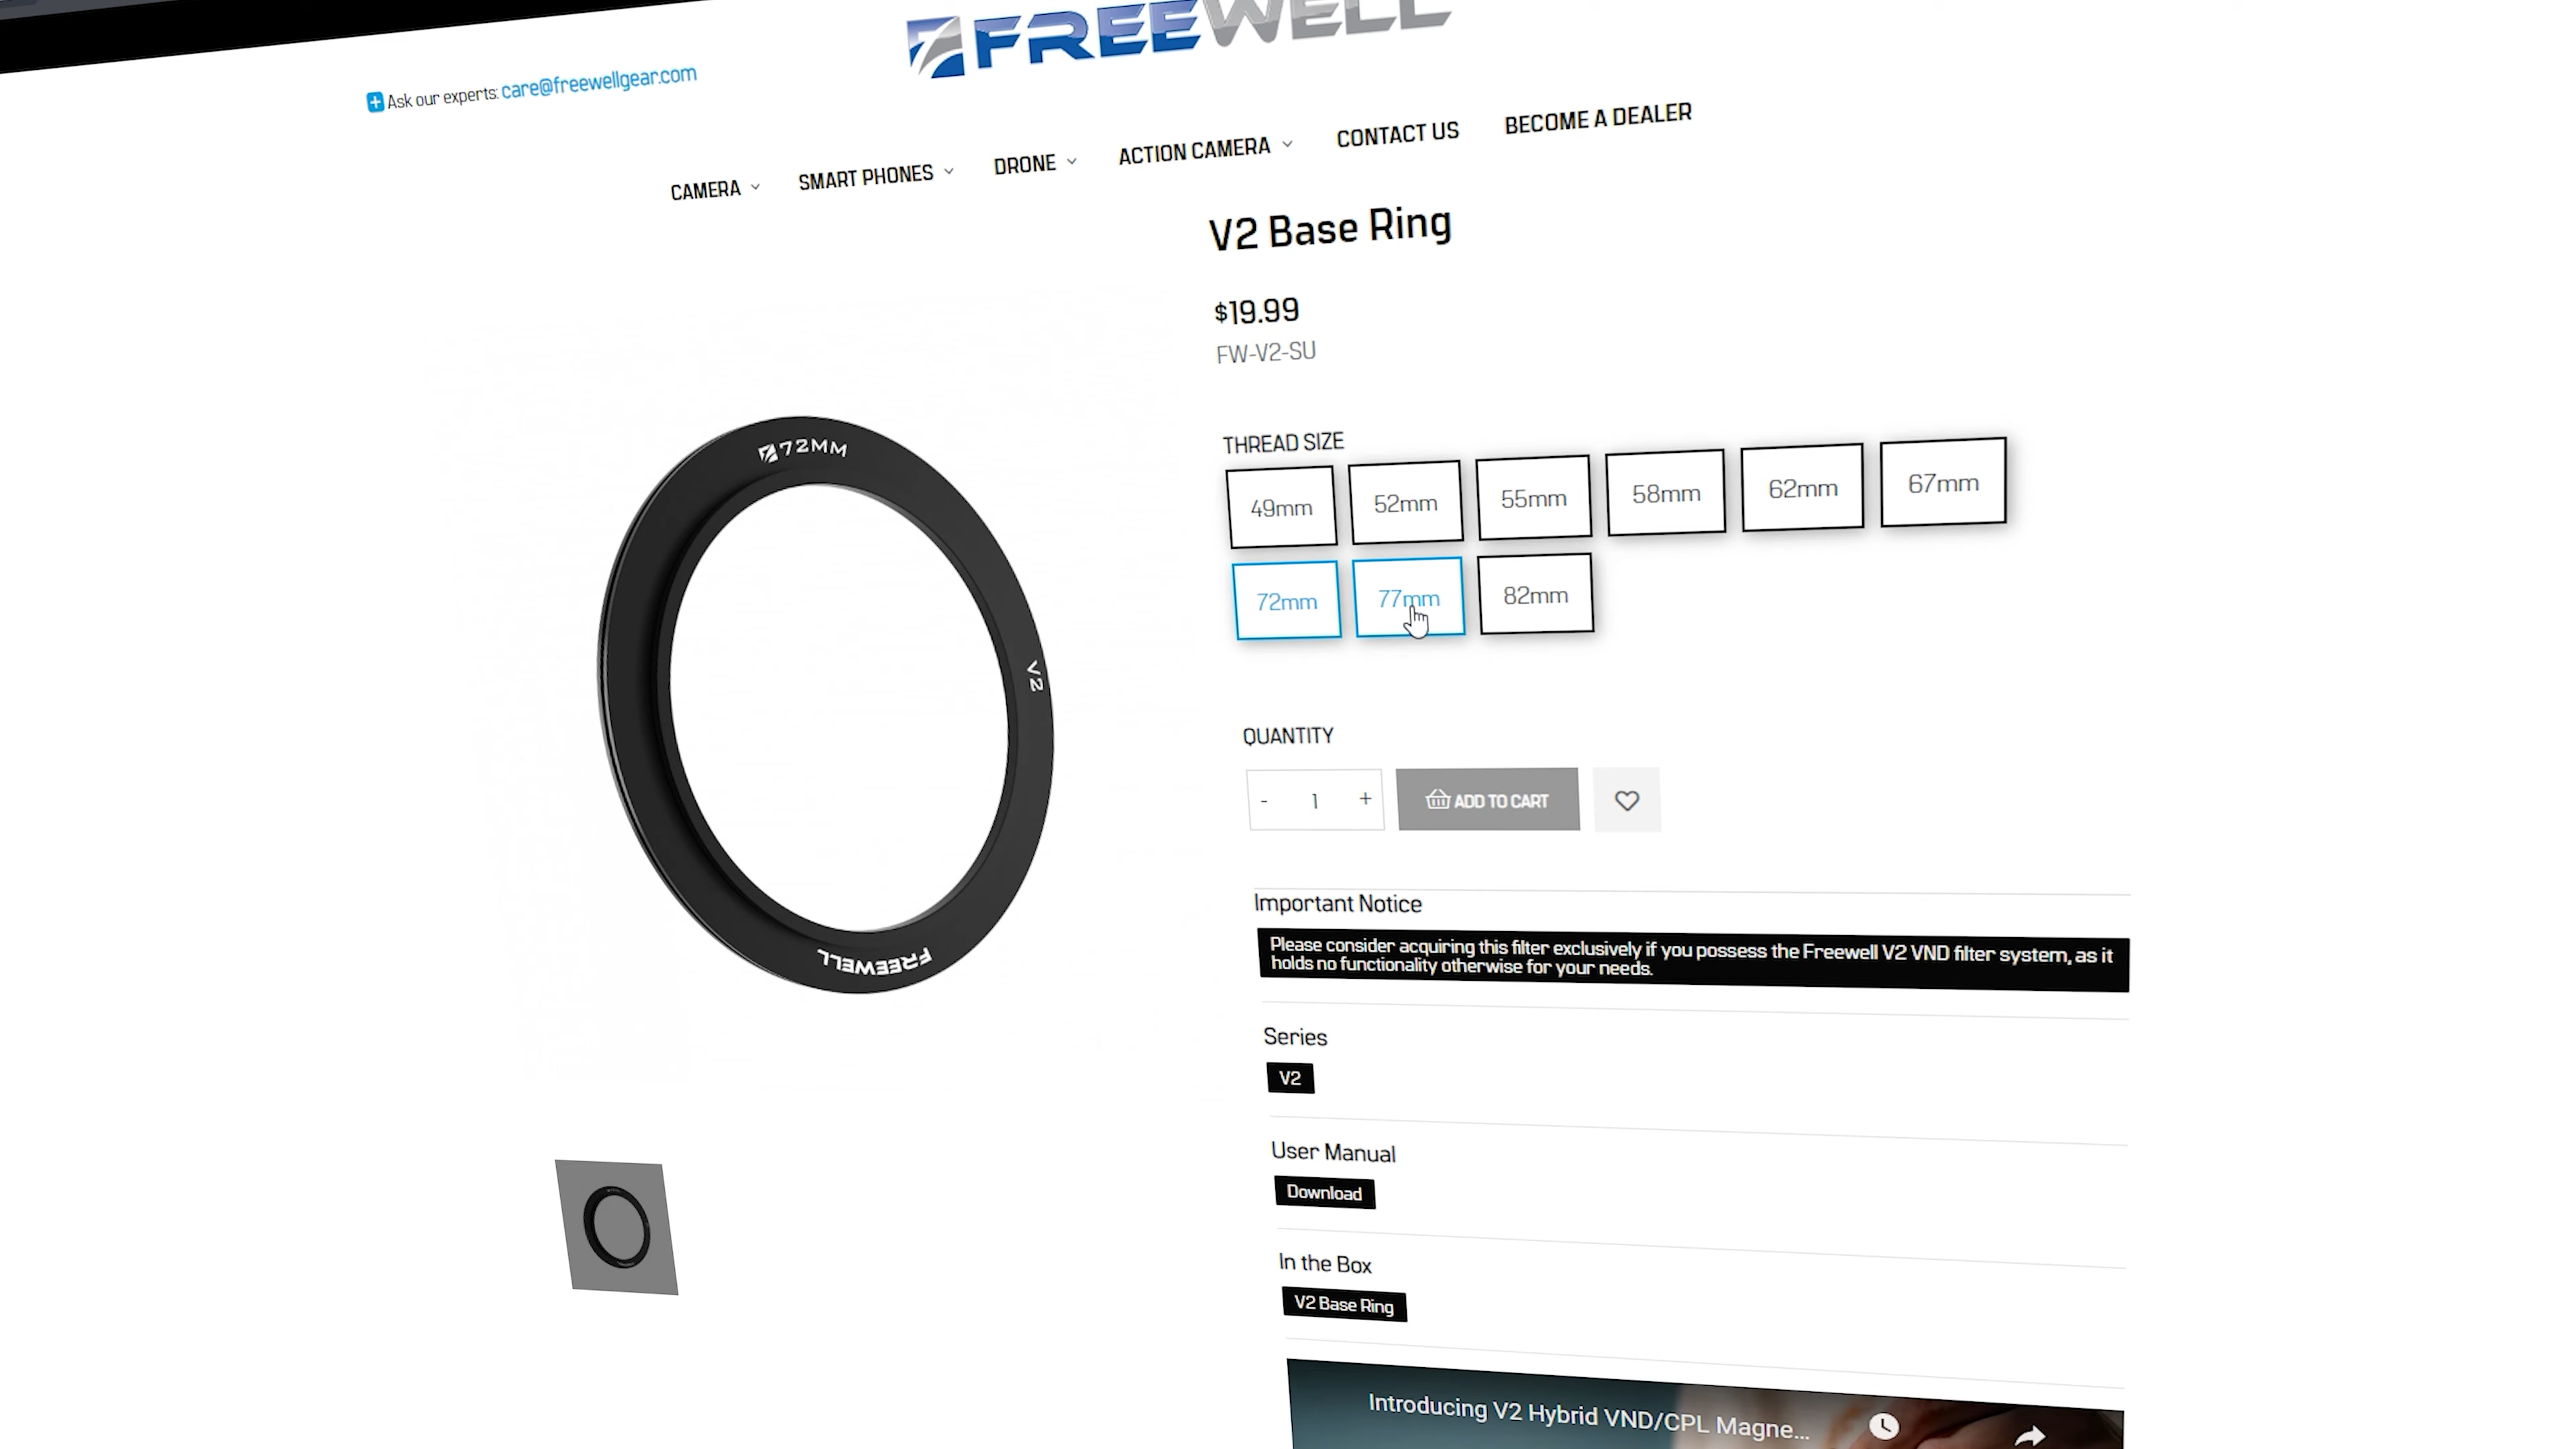 FREEWELL
Ask our experts: care@freewellgear.com
CAMERA
SMART PHONES
DRONE
ACTION CAMERA
CONTACT US
BECOME A DEALER
V2 Base Ring
$19.99
FW-V2-SU
72MM
V2
FREEWELL
THREAD SIZE
49mm
52mm
55mm
58mm
62mm
67mm
72mm
77mm
82mm
QUANTITY
- 1 +
ADD TO CART
Important Notice
Please consider acquiring this filter exclusively if you possess the Freewell V2 VND filter system, as it
holds no functionality otherwise for your needs.
Series
V2
User Manual
Download
In the Box
V2 Base Ring
Introducing V2 Hybrid VND/CPL Magne...